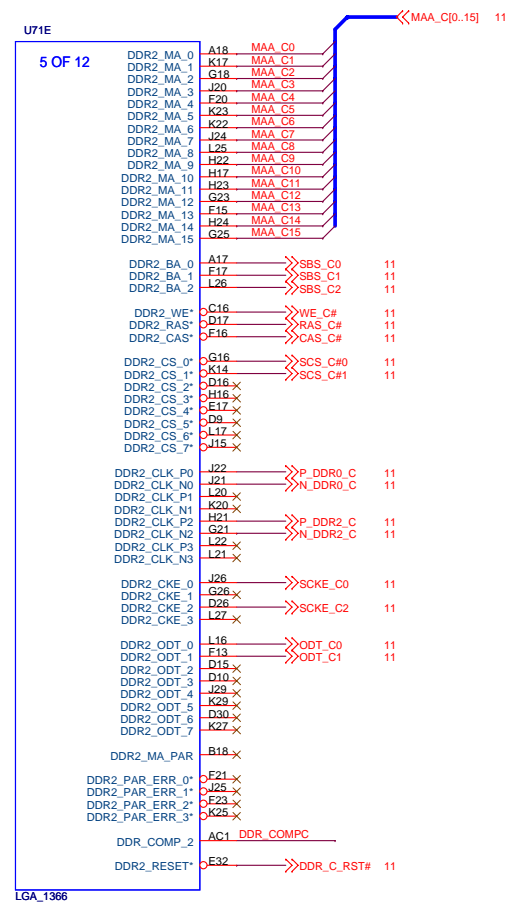 MAA_C[0..15] 11
U71E
5 OF 12
DDR2_MA_0 A18 MAA_C0
DDR2_MA_1 K17 MAA_C1
DDR2_MA_2 G18 MAA_C2
DDR2_MA_3 J20 MAA_C3
DDR2_MA_4 F20 MAA_C4
DDR2_MA_5 K23 MAA_C5
DDR2_MA_6 K22 MAA_C6
DDR2_MA_7 J24 MAA_C7
DDR2_MA_8 L25 MAA_C8
DDR2_MA_9 H22 MAA_C9
DDR2_MA_10 H17 MAA_C10
DDR2_MA_11 H23 MAA_C11
DDR2_MA_12 G23 MAA_C12
DDR2_MA_13 F15 MAA_C13
DDR2_MA_14 H24 MAA_C14
DDR2_MA_15 G25 MAA_C15
DDR2_BA_0 A17 SBS_C0 11
DDR2_BA_1 F17 SBS_C1 11
DDR2_BA_2 L26 SBS_C2 11
DDR2_WE* C16 WE_C# 11
DDR2_RAS* D17 RAS_C# 11
DDR2_CAS* F16 CAS_C# 11
DDR2_CS_0* G16 SCS_C#0 11
DDR2_CS_1* K14 SCS_C#1 11
DDR2_CS_2* D16
DDR2_CS_3* H16
DDR2_CS_4* E17
DDR2_CS_5* D9
DDR2_CS_6* L17
DDR2_CS_7* J15
DDR2_CLK_P0 J22 P_DDR0_C 11
DDR2_CLK_N0 J21 N_DDR0_C 11
DDR2_CLK_P1 L20
DDR2_CLK_N1 K20
DDR2_CLK_P2 H21 P_DDR2_C 11
DDR2_CLK_N2 G21 N_DDR2_C 11
DDR2_CLK_P3 L22
DDR2_CLK_N3 L21
DDR2_CKE_0 J26 SCKE_C0 11
DDR2_CKE_1 G26
DDR2_CKE_2 D26 SCKE_C2 11
DDR2_CKE_3 L27
DDR2_ODT_0 L16 ODT_C0 11
DDR2_ODT_1 F13 ODT_C1 11
DDR2_ODT_2 D15
DDR2_ODT_3 D10
DDR2_ODT_4 J29
DDR2_ODT_5 K29
DDR2_ODT_6 D30
DDR2_ODT_7 K27
DDR2_MA_PAR B18
DDR2_PAR_ERR_0* F21
DDR2_PAR_ERR_1* J25
DDR2_PAR_ERR_2* F23
DDR2_PAR_ERR_3* K25
DDR_COMP_2 AC1 DDR_COMPC
DDR2_RESET* E32 DDR_C_RST# 11
LGA_1366